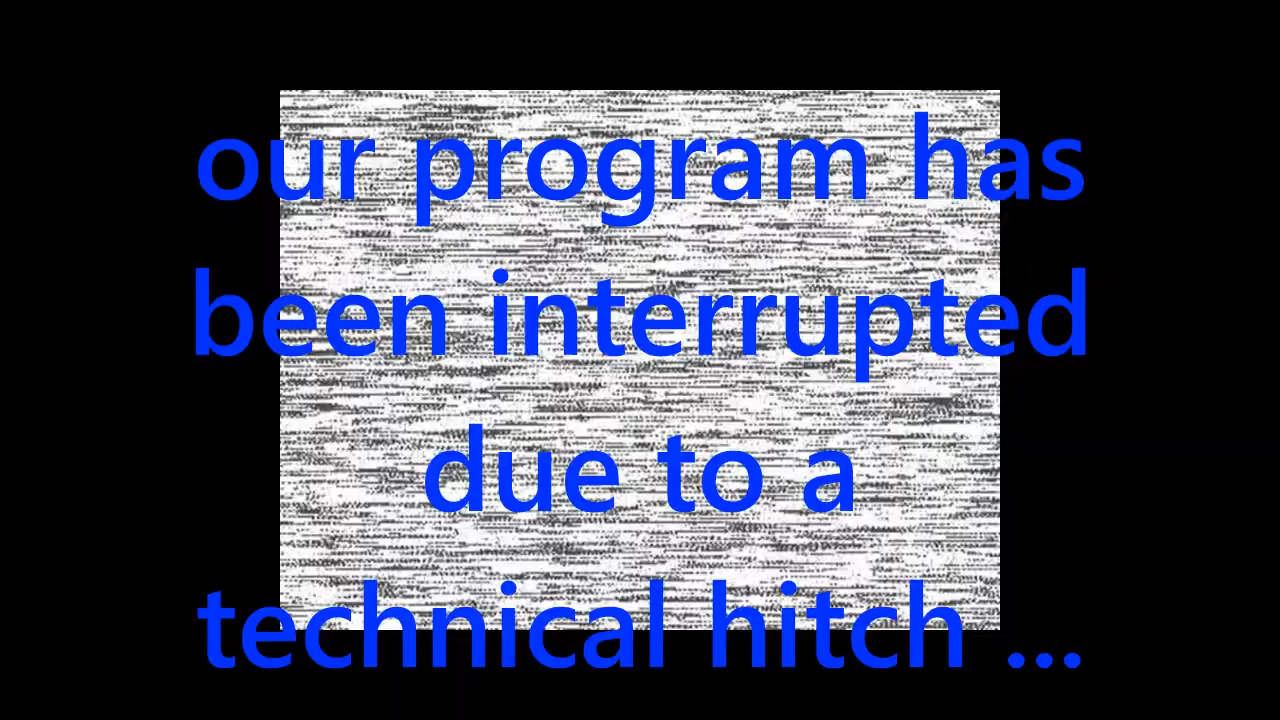 our program has
been interrupted
due to a
technical hitch ...